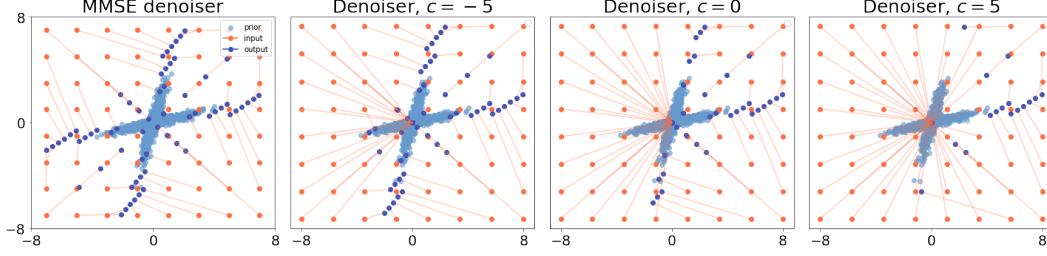 MMSE denoiser
Denoiser, c = −5
Denoiser, c = 0
Denoiser, c = 5
prior
input
output
8
0
−8
−8 0 8
−8 0 8
−8 0 8
−8 0 8